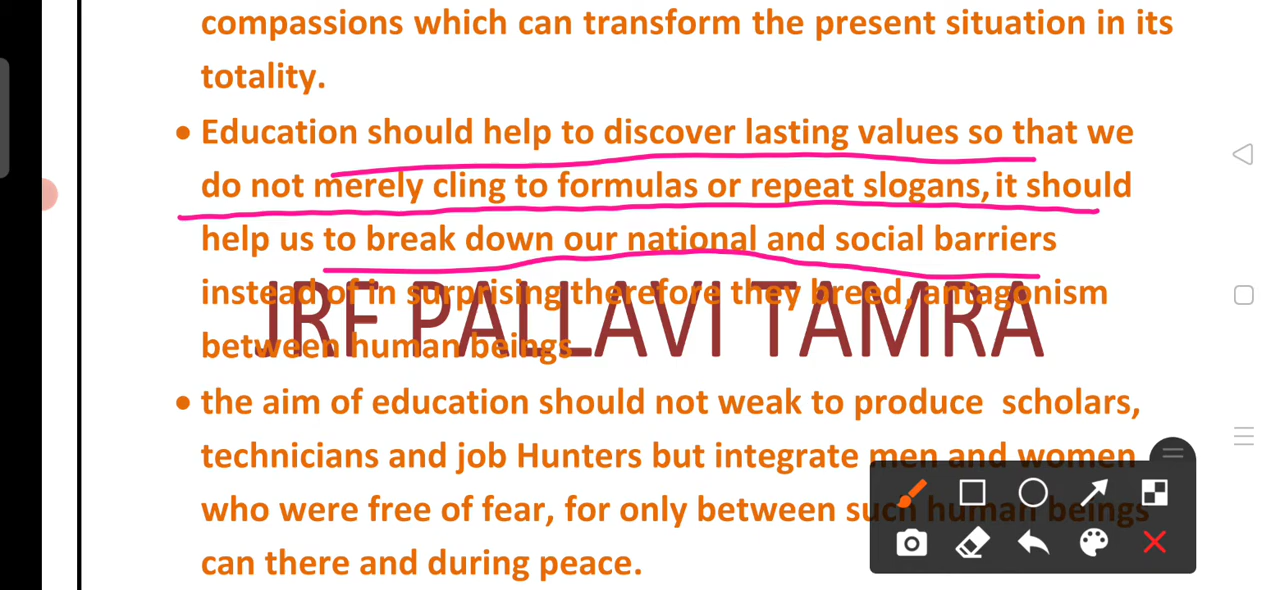 compassions which can transform the present situation in its
totality.
• Education should help to discover lasting values so that we
do not merely cling to formulas or repeat slogans, it should
help us to break down our national and social barriers
instead of in surprising therefore they breed, antagonism
JRF PALLAVI TAMRA
between human beings
• the aim of education should not weak to produce scholars,
technicians and job Hunters but integrate men and women
who were free of fear, for only between such human beings
can there and during peace.